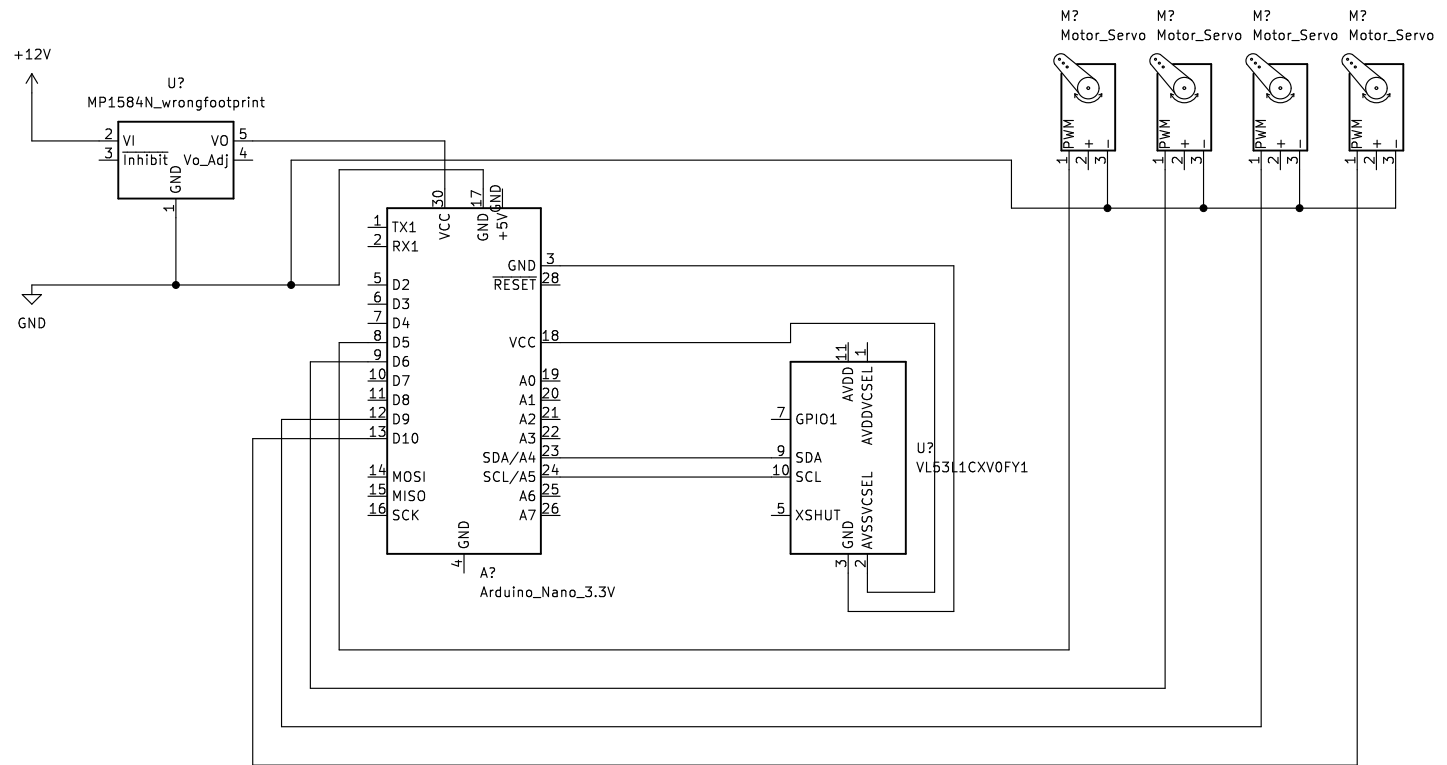 +12V
U?
MP1584N_wrongfootprint
2 VI VO 5
3 Inhibit Vo_Adj 4
GND
1
GND
M?
Motor_Servo
PWM + -
1 2 3
M?
Motor_Servo
PWM + -
1 2 3
M?
Motor_Servo
PWM + -
1 2 3
M?
Motor_Servo
PWM + -
1 2 3
30 17 GND
VCC GND +5V
1 TX1
2 RX1
5 D2
6 D3
7 D4
8 D5
9 D6
10 D7
11 D8
12 D9
13 D10
14 MOSI
15 MISO
16 SCK
GND 3
RESET 28
VCC 18
A0 19
A1 20
A2 21
A3 22
SDA/A4 23
SCL/A5 24
A6 25
A7 26
GND
4
A?
Arduino_Nano_3.3V
11 1
AVDD AVDDVCSEL
7 GPIO1
9 SDA
10 SCL
5 XSHUT
GND AVSSVCSEL
3 2
U?
VL53L1CXV0FY1